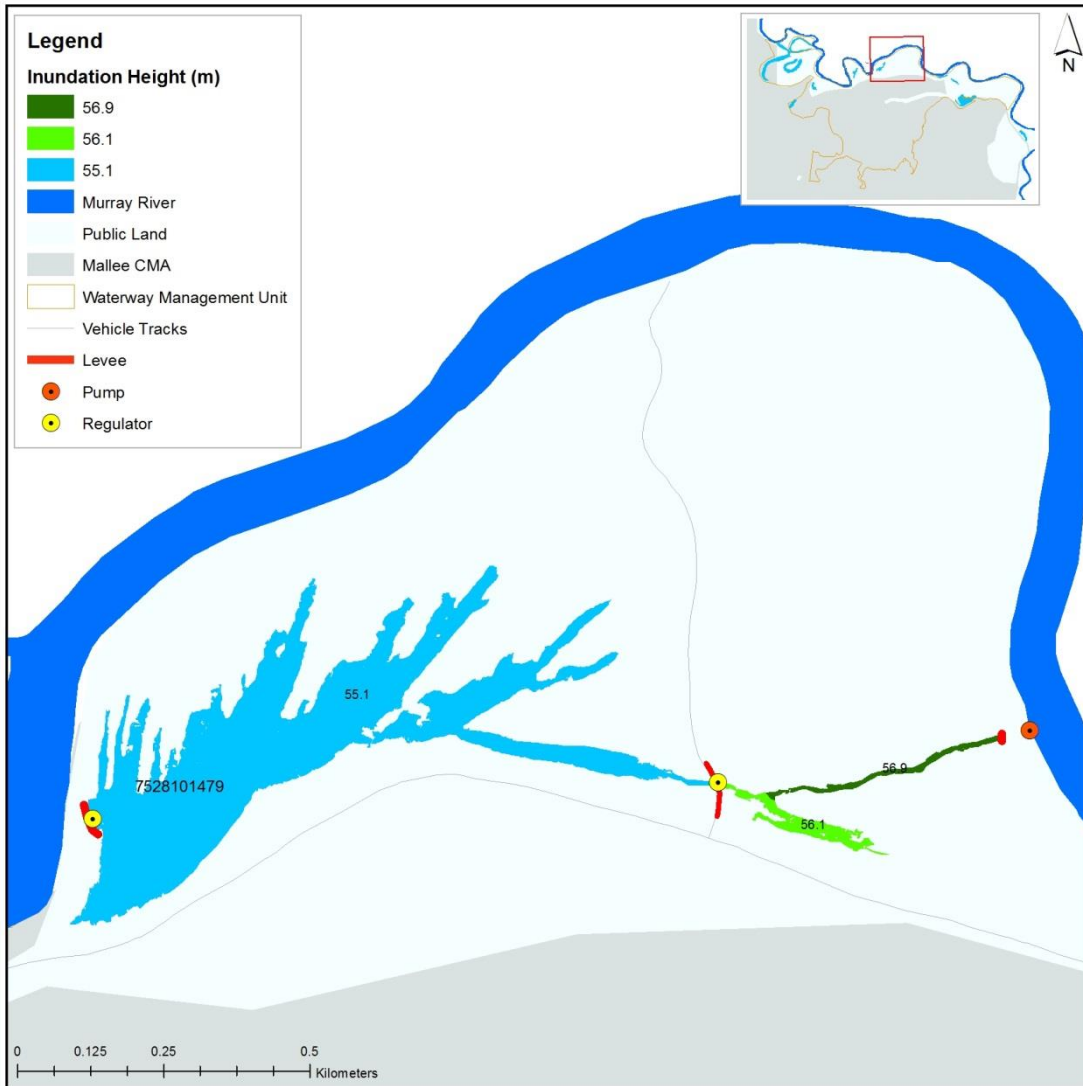 Legend
Inundation Height (m)
56.9
56.1
55.1
Murray River
Public Land
Mallee CMA
Waterway Management Unit
Vehicle Tracks
Levee
Pump
Regulator
N
55.1
7528101479
56.9
56.1
0 0.125 0.25 0.5
Kilometers